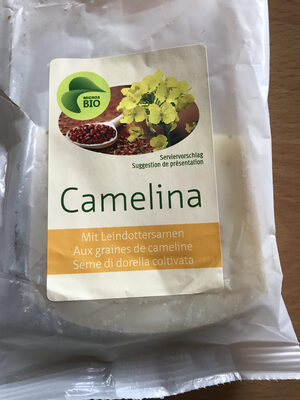 MIGROS
BIO
Serviervorschlag
Suggestion de présentation
Camelina
Mit Leindottersamen
Aux graines de cameline
Seme di dorella coltivata